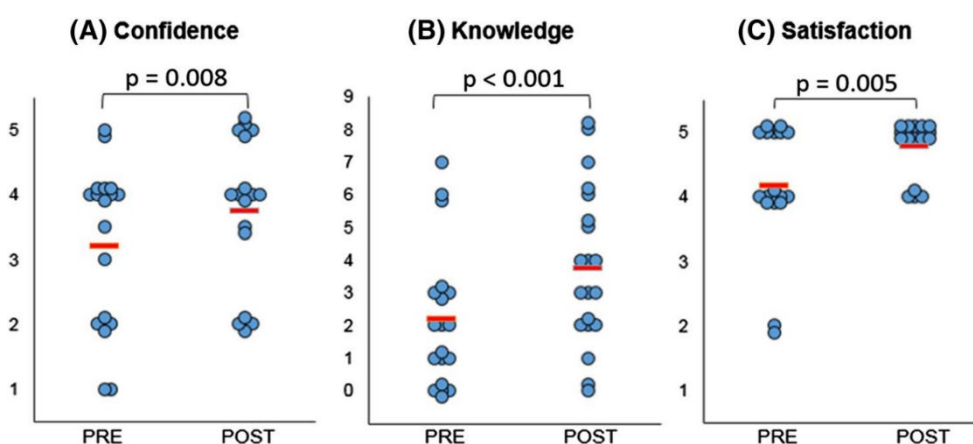 (A) Confidence
p = 0.008
5
4
3
2
1
PRE POST
(B) Knowledge
p < 0.001
9
8
7
6
5
4
3
2
1
0
PRE POST
(C) Satisfaction
p = 0.005
5
4
3
2
1
PRE POST